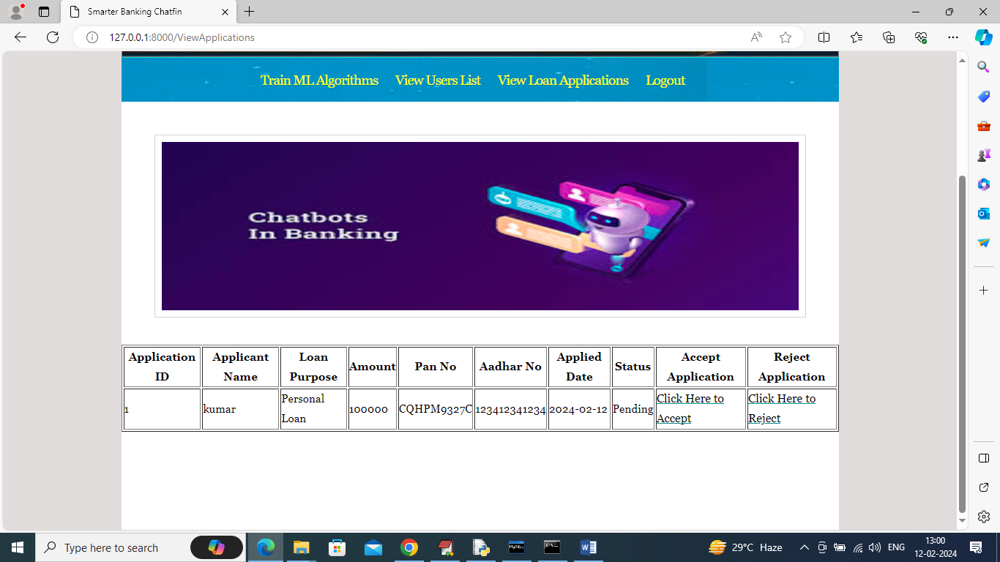 Smarter Banking Chatfin
127.0.0.1:8000/ViewApplications
Train ML Algorithms View Users List View Loan Applications Logout
Chatbots
In Banking
Application ID Applicant Name Loan Purpose Amount Pan No Aadhar No Applied Date Status Accept Application Reject Application
1 kumar Personal Loan 100000 CQHPM9327C 123412341234 2024-02-12 Pending Click Here to Accept Click Here to Reject
Type here to search
29°C Haze
ENG
13:00
12-02-2024